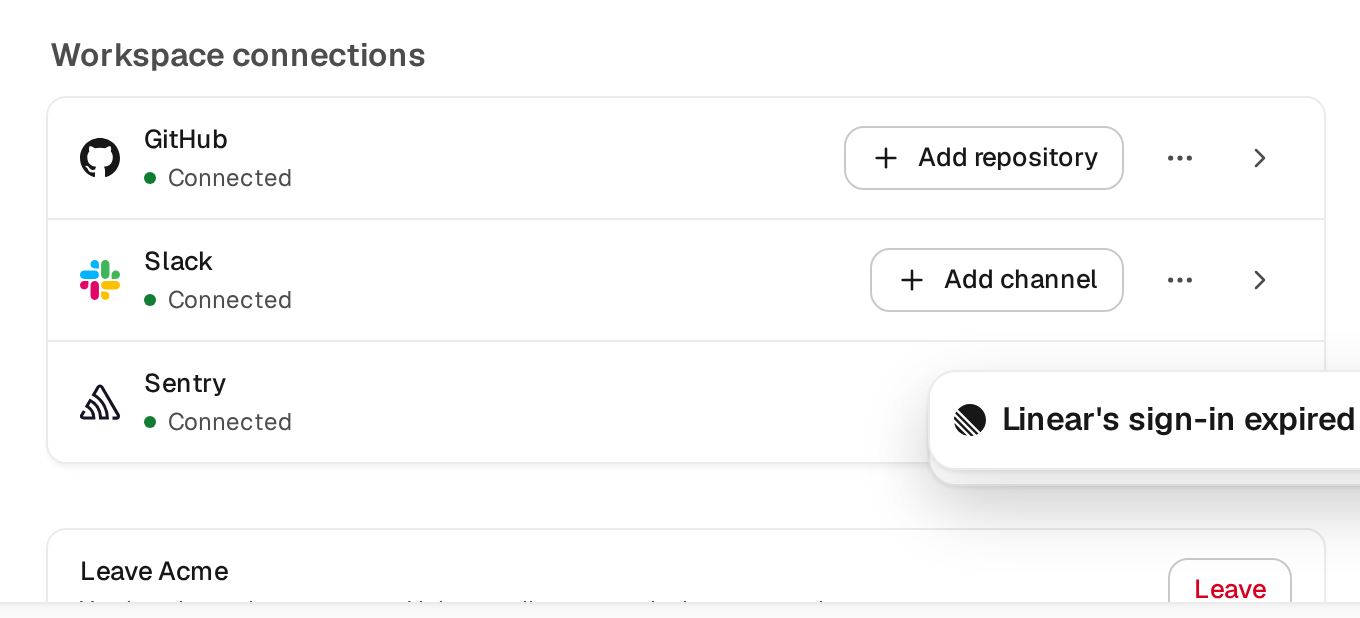 Workspace connections
GitHub
Connected
Add repository
Slack
Connected
Add channel
Sentry
Connected
Linear's sign-in expired
Leave Acme
Leave